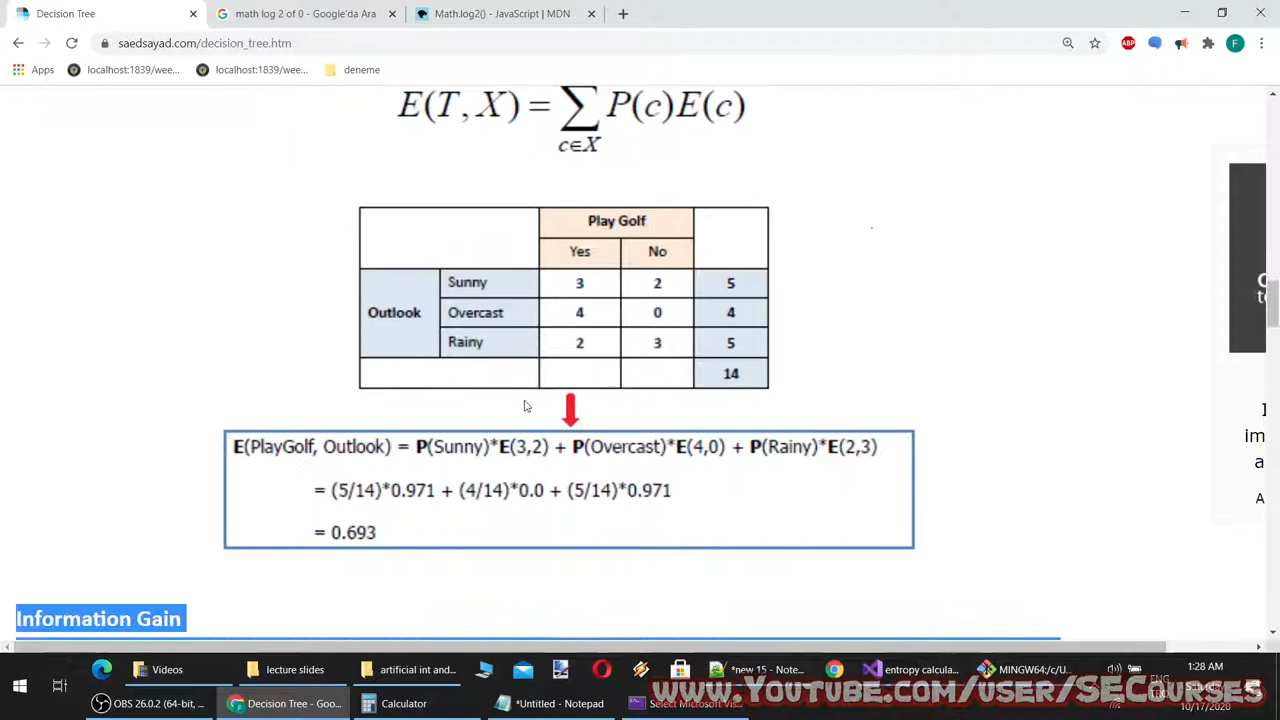 Decision Tree
math log 2 of 0 - Google'da Ara
Math.log2() - JavaScript | MDN
saedsayad.com/decision_tree.htm
ABP
F
Apps
localhost:1839/wee...
localhost:1839/wee...
deneme
E(T, X) = ∑ P(c)E(c)
c∈X
Play Golf
Yes No
Outlook
Sunny 3 2 5
Overcast 4 0 4
Rainy 2 3 5
14
E(PlayGolf, Outlook) = P(Sunny)*E(3,2) + P(Overcast)*E(4,0) + P(Rainy)*E(2,3)
= (5/14)*0.971 + (4/14)*0.0 + (5/14)*0.971
= 0.693
Information Gain
Videos
lecture slides
artificial int and...
*new 15 - Note...
entropy calcula...
MINGW64:/c/U...
1:28 AM
OBS 26.0.2 (64-bit, ...
Decision Tree - Goo...
Calculator
*Untitled - Notepad
Select Microsoft Vis...
10/17/2020
www.Youtube.com/user/SECourses